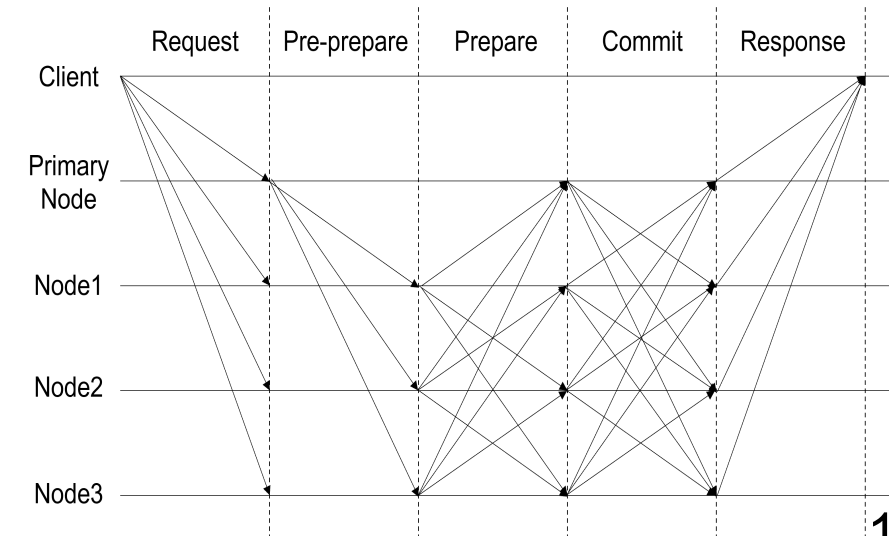 Request Pre-prepare Prepare Commit Response
Client
Primary
Node
Node1
Node2
Node3
1